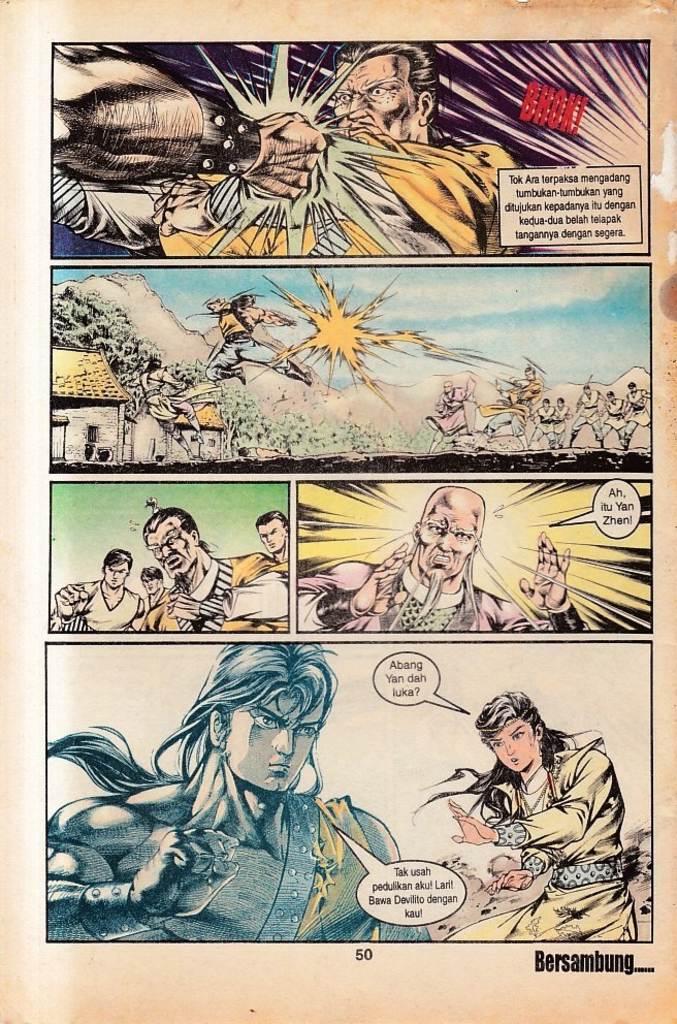 BHOK!
Tok Ara terpaksa mengadang
tumbukan-tumbukan yang
ditujukan kepadanya itu dengan
kedua-dua belah telapak
tangannya dengan segera.
Ah,
itu Yan
Zhen!
Abang
Yan dah
luka?
Tak usah
pedulikan aku! Lari!
Bawa Devilito dengan
kau!
50
Bersambung......